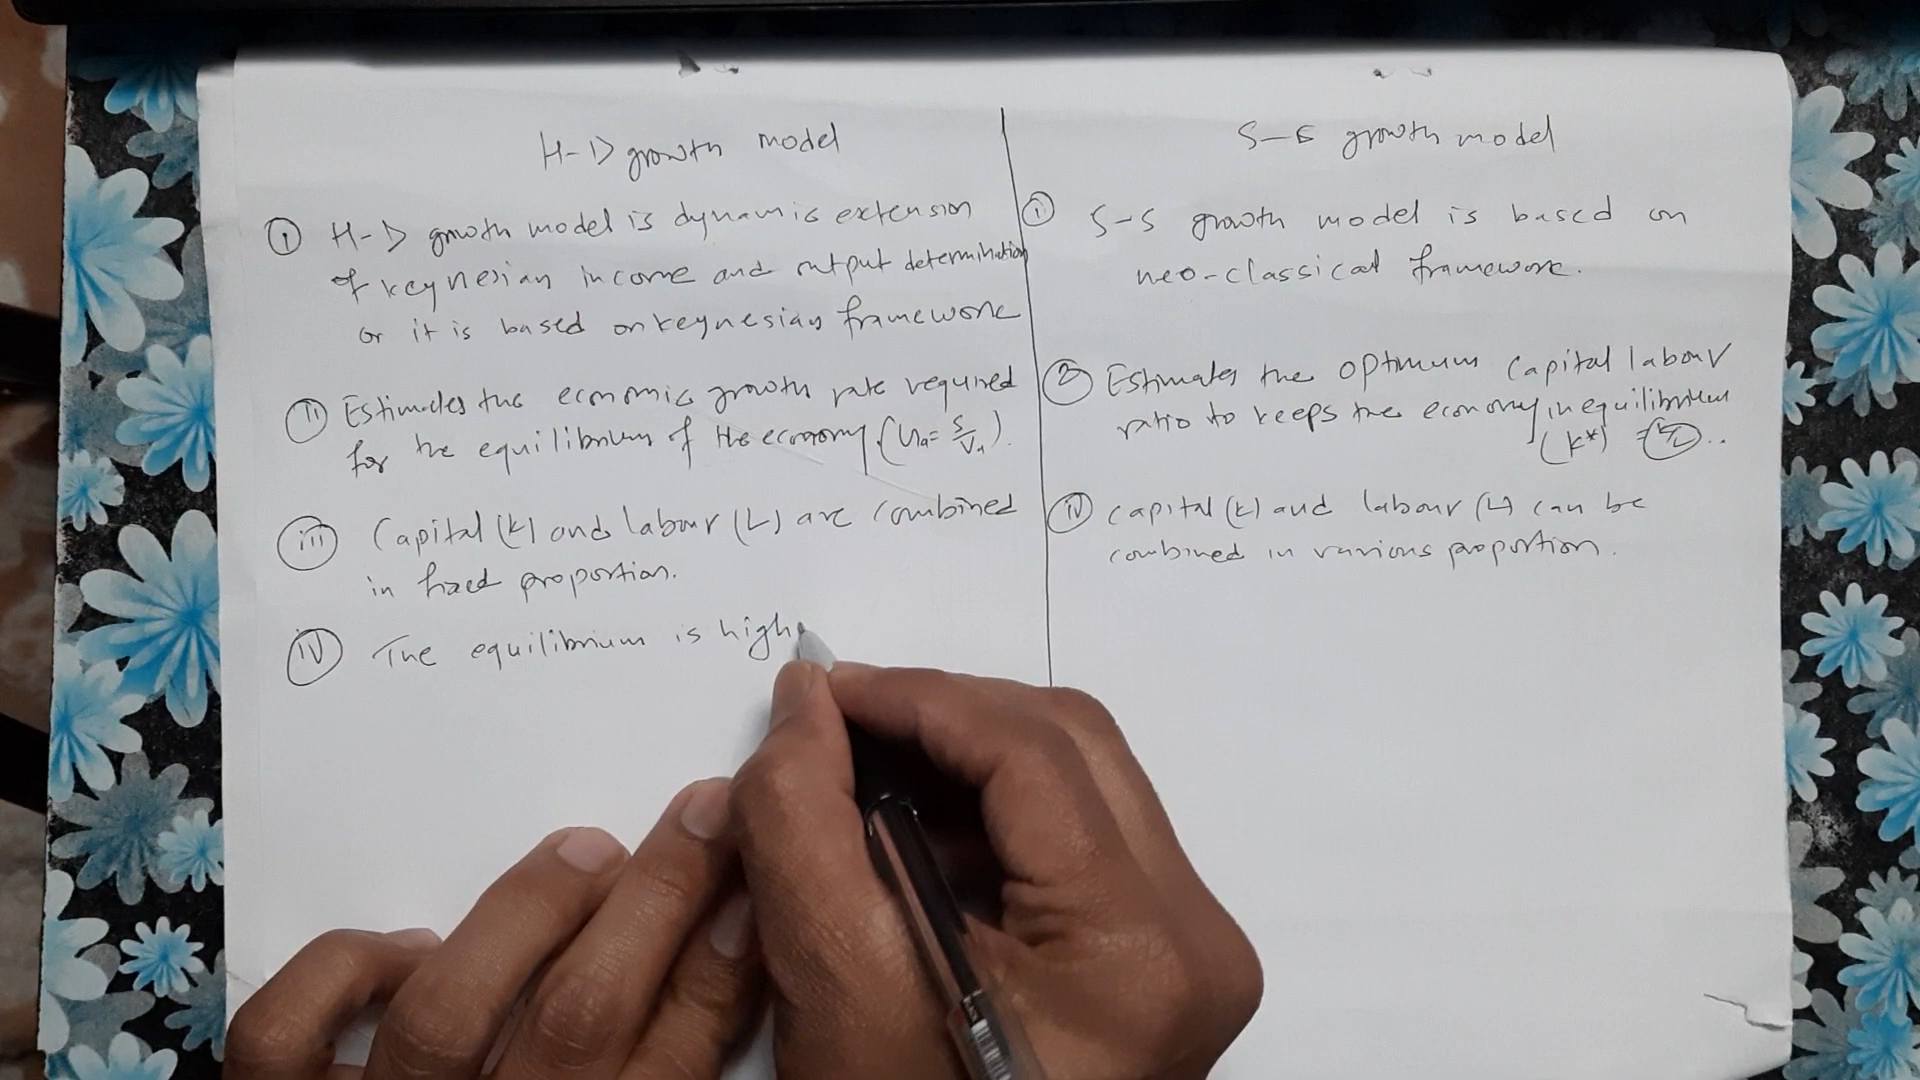 H-D growth model
① H-D growth model is dynamic extension
of keynesian income and output determination
or it is based on keynesian framework
ii Estimates the economic growth rate required
for the equilibrium of the economy
iii Capital (K) and labour (L) are combined
in fixed proportion.
iv The equilibrium is high
S-S growth model
① S-S growth model is based on
neo-classical framework.
② Estimates the optimum capital labour
ratio to keeps the economy in equilibrium
(k*)
capital (K) and labour (L) can be
combined in various proportion.